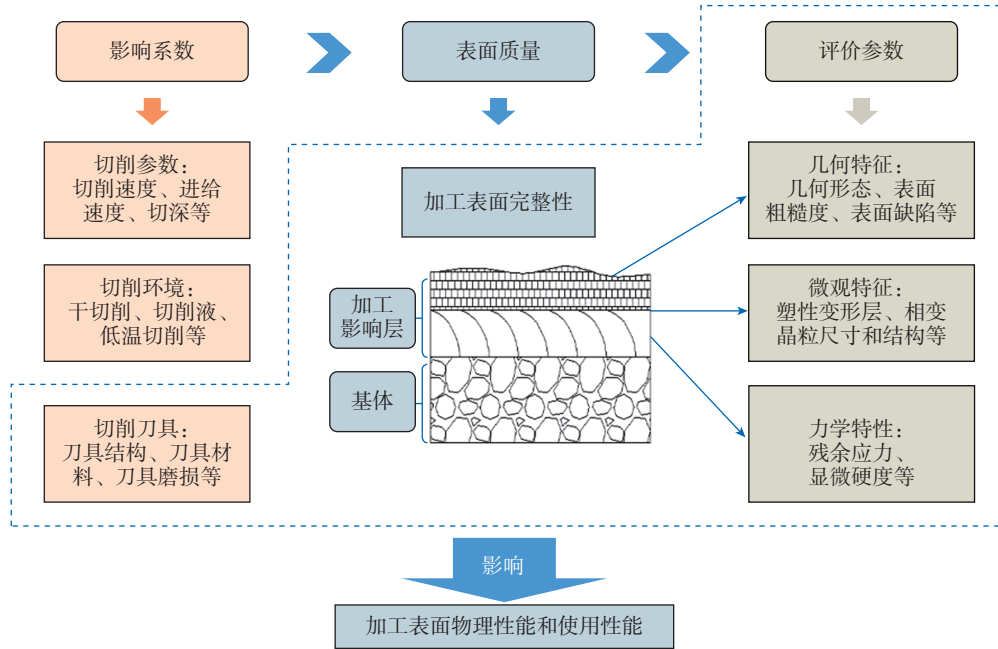 影响系数
表面质量
评价参数
切削参数：
切削速度、进给
速度、切深等
切削环境：
干切削、切削液、
低温切削等
切削刀具：
刀具结构、刀具材
料、刀具磨损等
加工表面完整性
加工
影响层
基体
几何特征：
几何形态、表面
粗糙度、表面缺陷等
微观特征：
塑性变形层、相变
晶粒尺寸和结构等
力学特性：
残余应力、
显微硬度等
影响
加工表面物理性能和使用性能